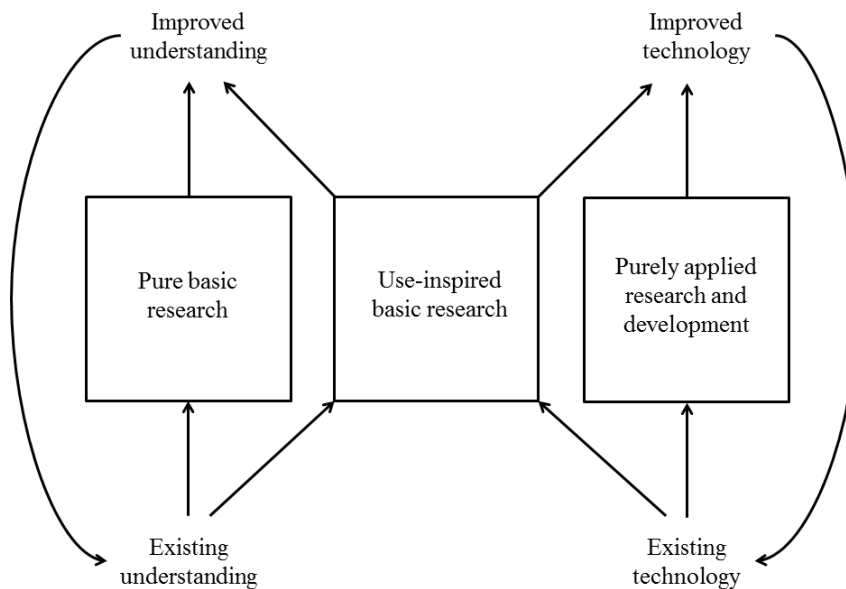 Improved
understanding
Improved
technology
Pure basic
research
Use-inspired
basic research
Purely applied
research and
development
Existing
understanding
Existing
technology